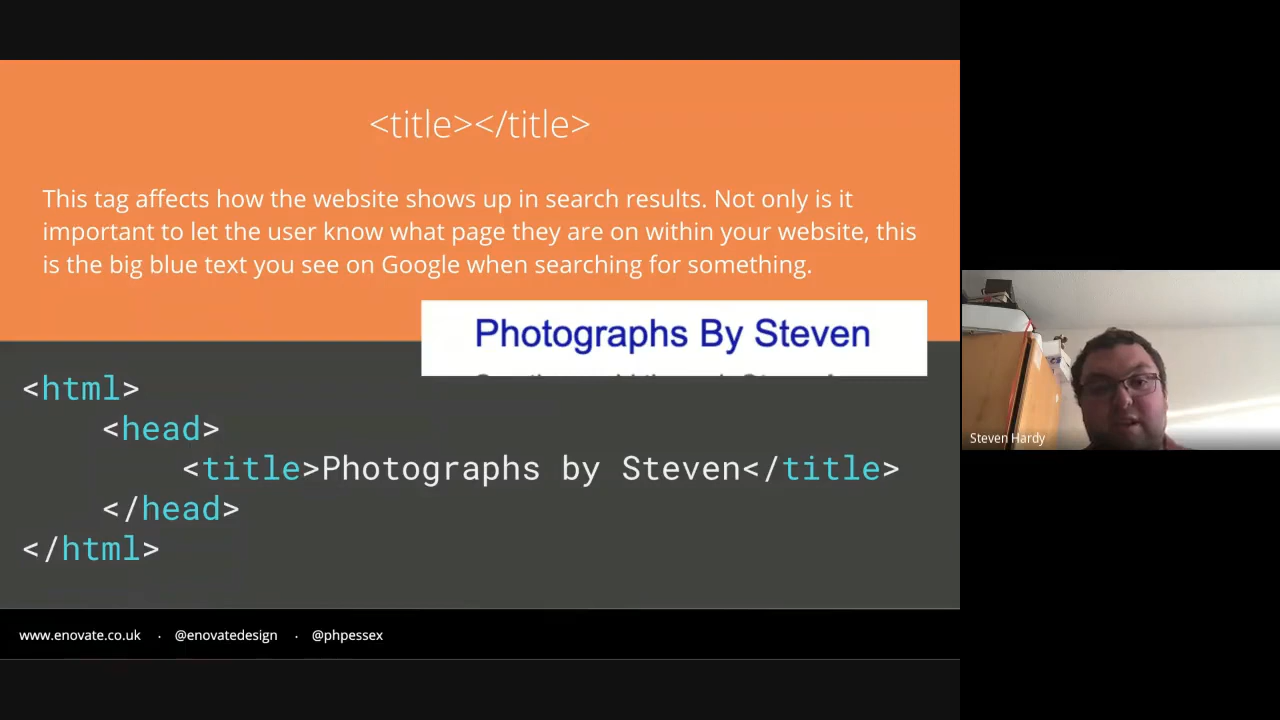 <title></title>
This tag affects how the website shows up in search results. Not only is it
important to let the user know what page they are on within your website, this
is the big blue text you see on Google when searching for something.
Photographs By Steven
<html>
<head>
<title>Photographs by Steven</title>
</head>
</html>
Steven Hardy
www.enovate.co.uk · @enovatedesign · @phpessex